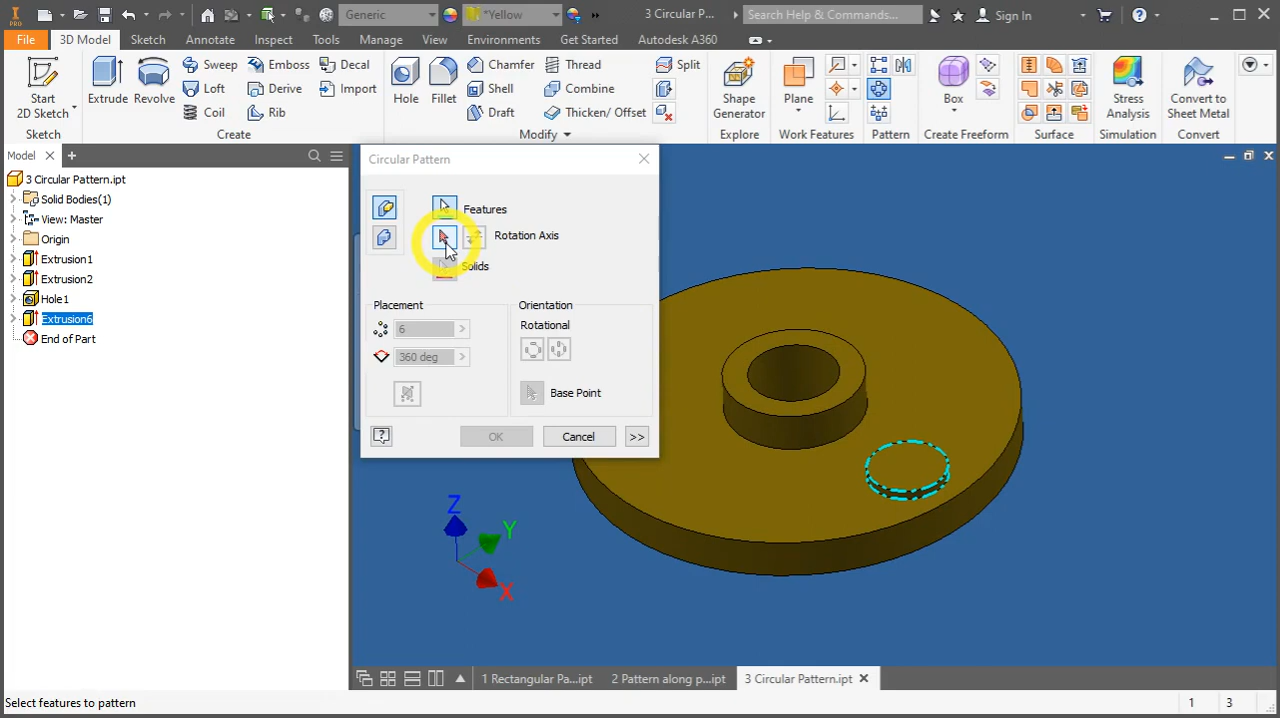 PRO
Generic
*Yellow
3 Circular P...
Search Help & Commands...
Sign In
File
3D Model
Sketch
Annotate
Inspect
Tools
Manage
View
Environments
Get Started
Autodesk A360
Start
2D Sketch
Sketch
Extrude
Revolve
Sweep
Emboss
Decal
Loft
Derive
Import
Coil
Rib
Create
Hole
Fillet
Chamfer
Thread
Split
Shell
Combine
Draft
Thicken/ Offset
Modify
Shape
Generator
Explore
Plane
Work Features
Pattern
Box
Create Freeform
Surface
Stress
Analysis
Simulation
Convert to
Sheet Metal
Convert
Model
3 Circular Pattern.ipt
Solid Bodies(1)
View: Master
Origin
Extrusion1
Extrusion2
Hole1
Extrusion6
End of Part
Circular Pattern
Features
Rotation Axis
Solids
Placement
6
360 deg
Orientation
Rotational
Base Point
OK
Cancel
>>
Z
Y
X
1 Rectangular Pa...ipt
2 Pattern along p...ipt
3 Circular Pattern.ipt
Select features to pattern
1
3